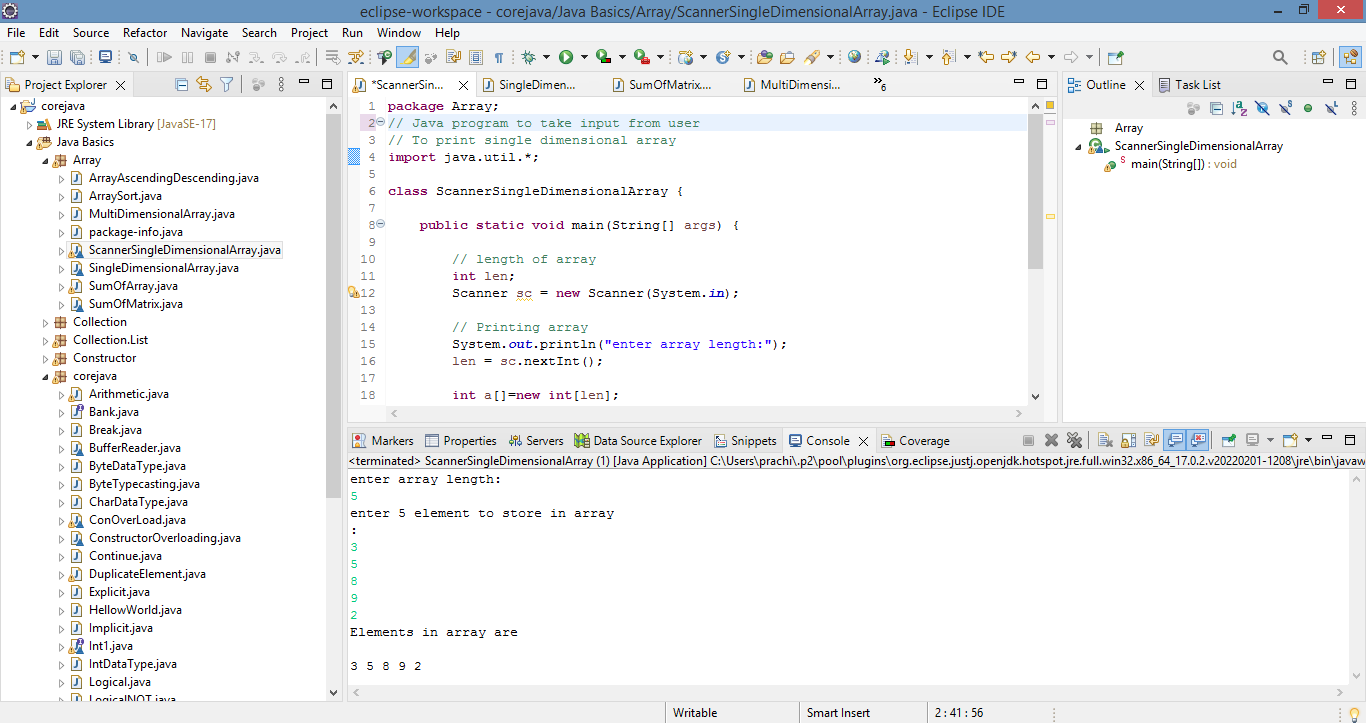 eclipse-workspace - corejava/Java Basics/Array/ScannerSingleDimensionalArray.java - Eclipse IDE
File Edit Source Refactor Navigate Search Project Run Window Help
Project Explorer
corejava
JRE System Library [JavaSE-17]
Java Basics
Array
ArrayAscendingDescending.java
ArraySort.java
MultiDimensionalArray.java
package-info.java
ScannerSingleDimensionalArray.java
SingleDimensionalArray.java
SumOfArray.java
SumOfMatrix.java
Collection
Collection.List
Constructor
corejava
Arithmetic.java
Bank.java
Break.java
BufferReader.java
ByteDataType.java
ByteTypecasting.java
CharDataType.java
ConOverLoad.java
ConstructorOverloading.java
Continue.java
DuplicateElement.java
Explicit.java
HellowWorld.java
Implicit.java
Int1.java
IntDataType.java
Logical.java
LogicalNOT.java
*ScannerSin... SingleDimen... SumOfMatrix.... MultiDimensi... »6
1 package Array;
2 // Java program to take input from user
3 // To print single dimensional array
4 import java.util.*;
5
6 class ScannerSingleDimensionalArray {
7
8 public static void main(String[] args) {
9
10 // length of array
11 int len;
12 Scanner sc = new Scanner(System.in);
13
14 // Printing array
15 System.out.println("enter array length:");
16 len = sc.nextInt();
17
18 int a[]=new int[len];
Outline Task List
Array
ScannerSingleDimensionalArray
S main(String[]) : void
Markers Properties Servers Data Source Explorer Snippets Console Coverage
<terminated> ScannerSingleDimensionalArray (1) [Java Application] C:\Users\prachi\.p2\pool\plugins\org.eclipse.justj.openjdk.hotspot.jre.full.win32.x86_64_17.0.2.v20220201-1208\jre\bin\javaw
enter array length:
5
enter 5 element to store in array
:
3
5
8
9
2
Elements in array are
3 5 8 9 2
Writable Smart Insert 2 : 41 : 56